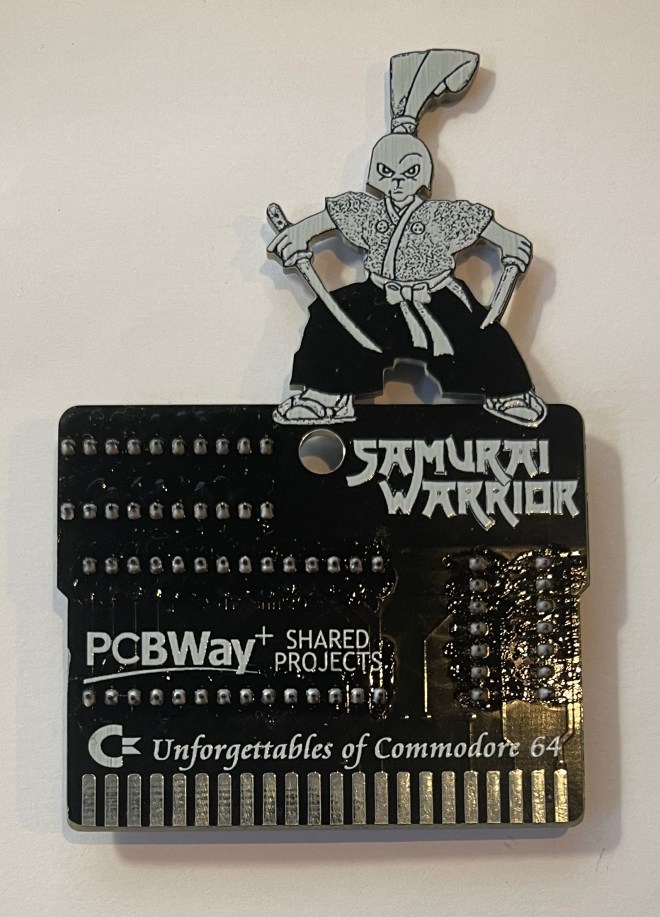 SAMURAI
WARRIOR
PCBWay+ SHARED
PROJECTS
Unforgettables of Commodore 64